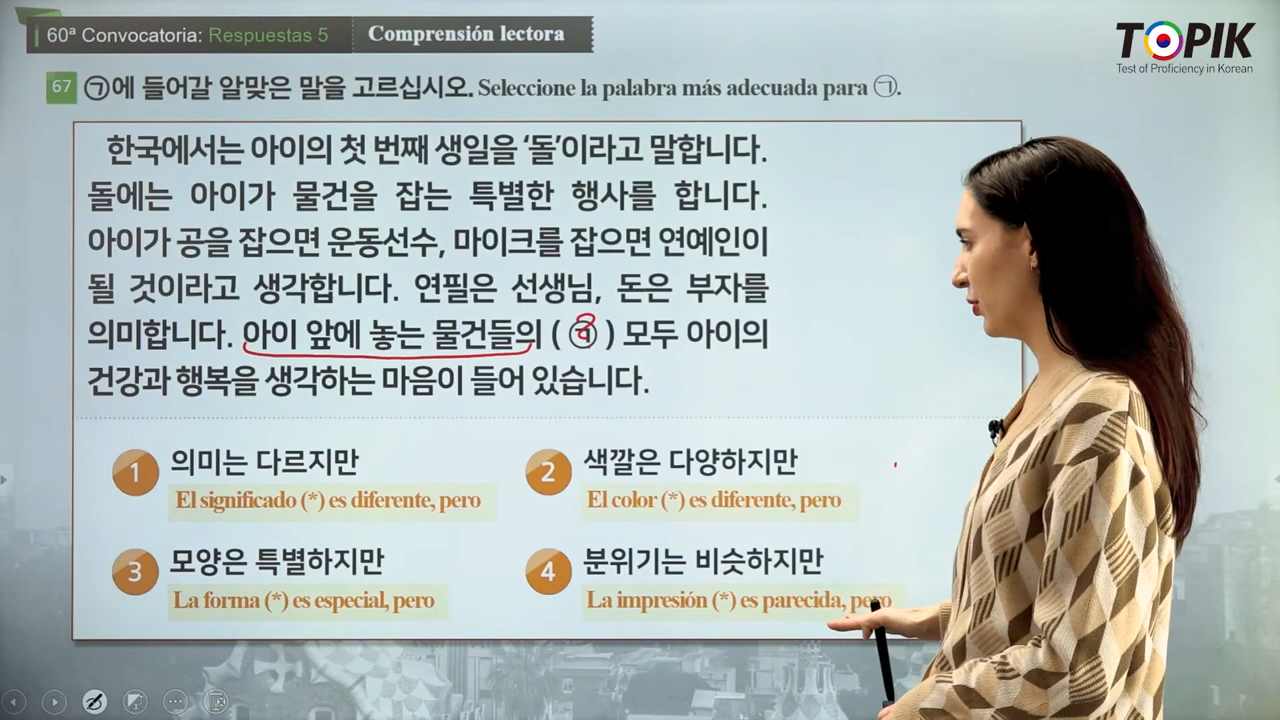 60ª Convocatoria: Respuestas 5
Comprensión lectora
TOPIK
Test of Proficiency in Korean
67 ㉠에 들어갈 알맞은 말을 고르십시오. Seleccione la palabra más adecuada para ㉠.
한국에서는 아이의 첫 번째 생일을 ‘돌’이라고 말합니다.
돌에는 아이가 물건을 잡는 특별한 행사를 합니다.
아이가 공을 잡으면 운동선수, 마이크를 잡으면 연예인이
될 것이라고 생각합니다. 연필은 선생님, 돈은 부자를
의미합니다. 아이 앞에 놓는 물건들의 ( ㉠ ) 모두 아이의
건강과 행복을 생각하는 마음이 들어 있습니다.
1 의미는 다르지만
El significado (*) es diferente, pero
2 색깔은 다양하지만
El color (*) es diferente, pero
3 모양은 특별하지만
La forma (*) es especial, pero
4 분위기는 비슷하지만
La impresión (*) es parecida, pero